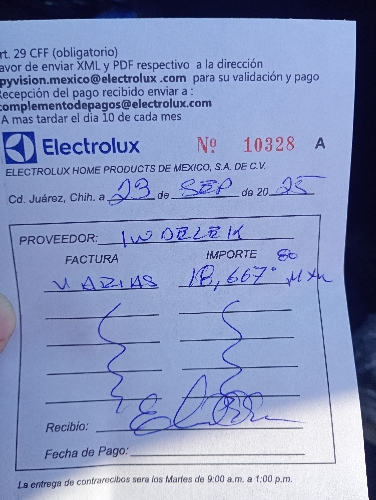 rt. 29 CFF (obligatorio)
avor de enviar XML y PDF respectivo a la dirección
pyvision.mexico@electrolux .com para su validación y pago
Recepción del pago recibido enviar a :
complementodepagos@electrolux.com
A mas tardar el dia 10 de cada mes
Electrolux Nº 10328 A
ELECTROLUX HOME PRODUCTS DE MEXICO, S.A. DE C.V.
Cd. Juárez, Chih. a 23 de SEP de 2025
PROVEEDOR: INDELEK
FACTURA IMPORTE
VARIAS 18,667.80 MXN
Recibio:
Fecha de Pago:
La entrega de contrarecibos sera los Martes de 9:00 a.m. a 1:00 p.m.